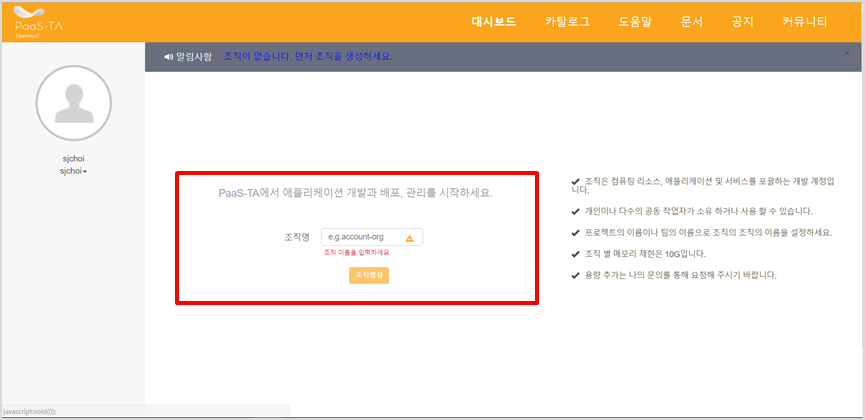 PaaS-TA
OpenPaaS
대시보드 카탈로그 도움말 문서 공지 커뮤니티
알림사항 조직이 없습니다. 먼저 조직을 생성하세요. ×
sjchoi
sjchoi
PaaS-TA에서 애플리케이션 개발과 배포, 관리를 시작하세요.
조직명 e.g.account-org
조직 이름을 입력하세요.
조직생성
조직은 컴퓨팅 리소스, 애플리케이션 및 서비스를 포괄하는 개발 계정입
니다.
개인이나 다수의 공동 작업자가 소유 하거나 사용 할 수 있습니다.
프로젝트의 이름이나 팀의 이름으로 조직의 조직의 이름을 설정하세요.
조직 별 메모리 제한은 10G입니다.
용량 추가는 나의 문의를 통해 요청해 주시기 바랍니다.
javascript:void(0);